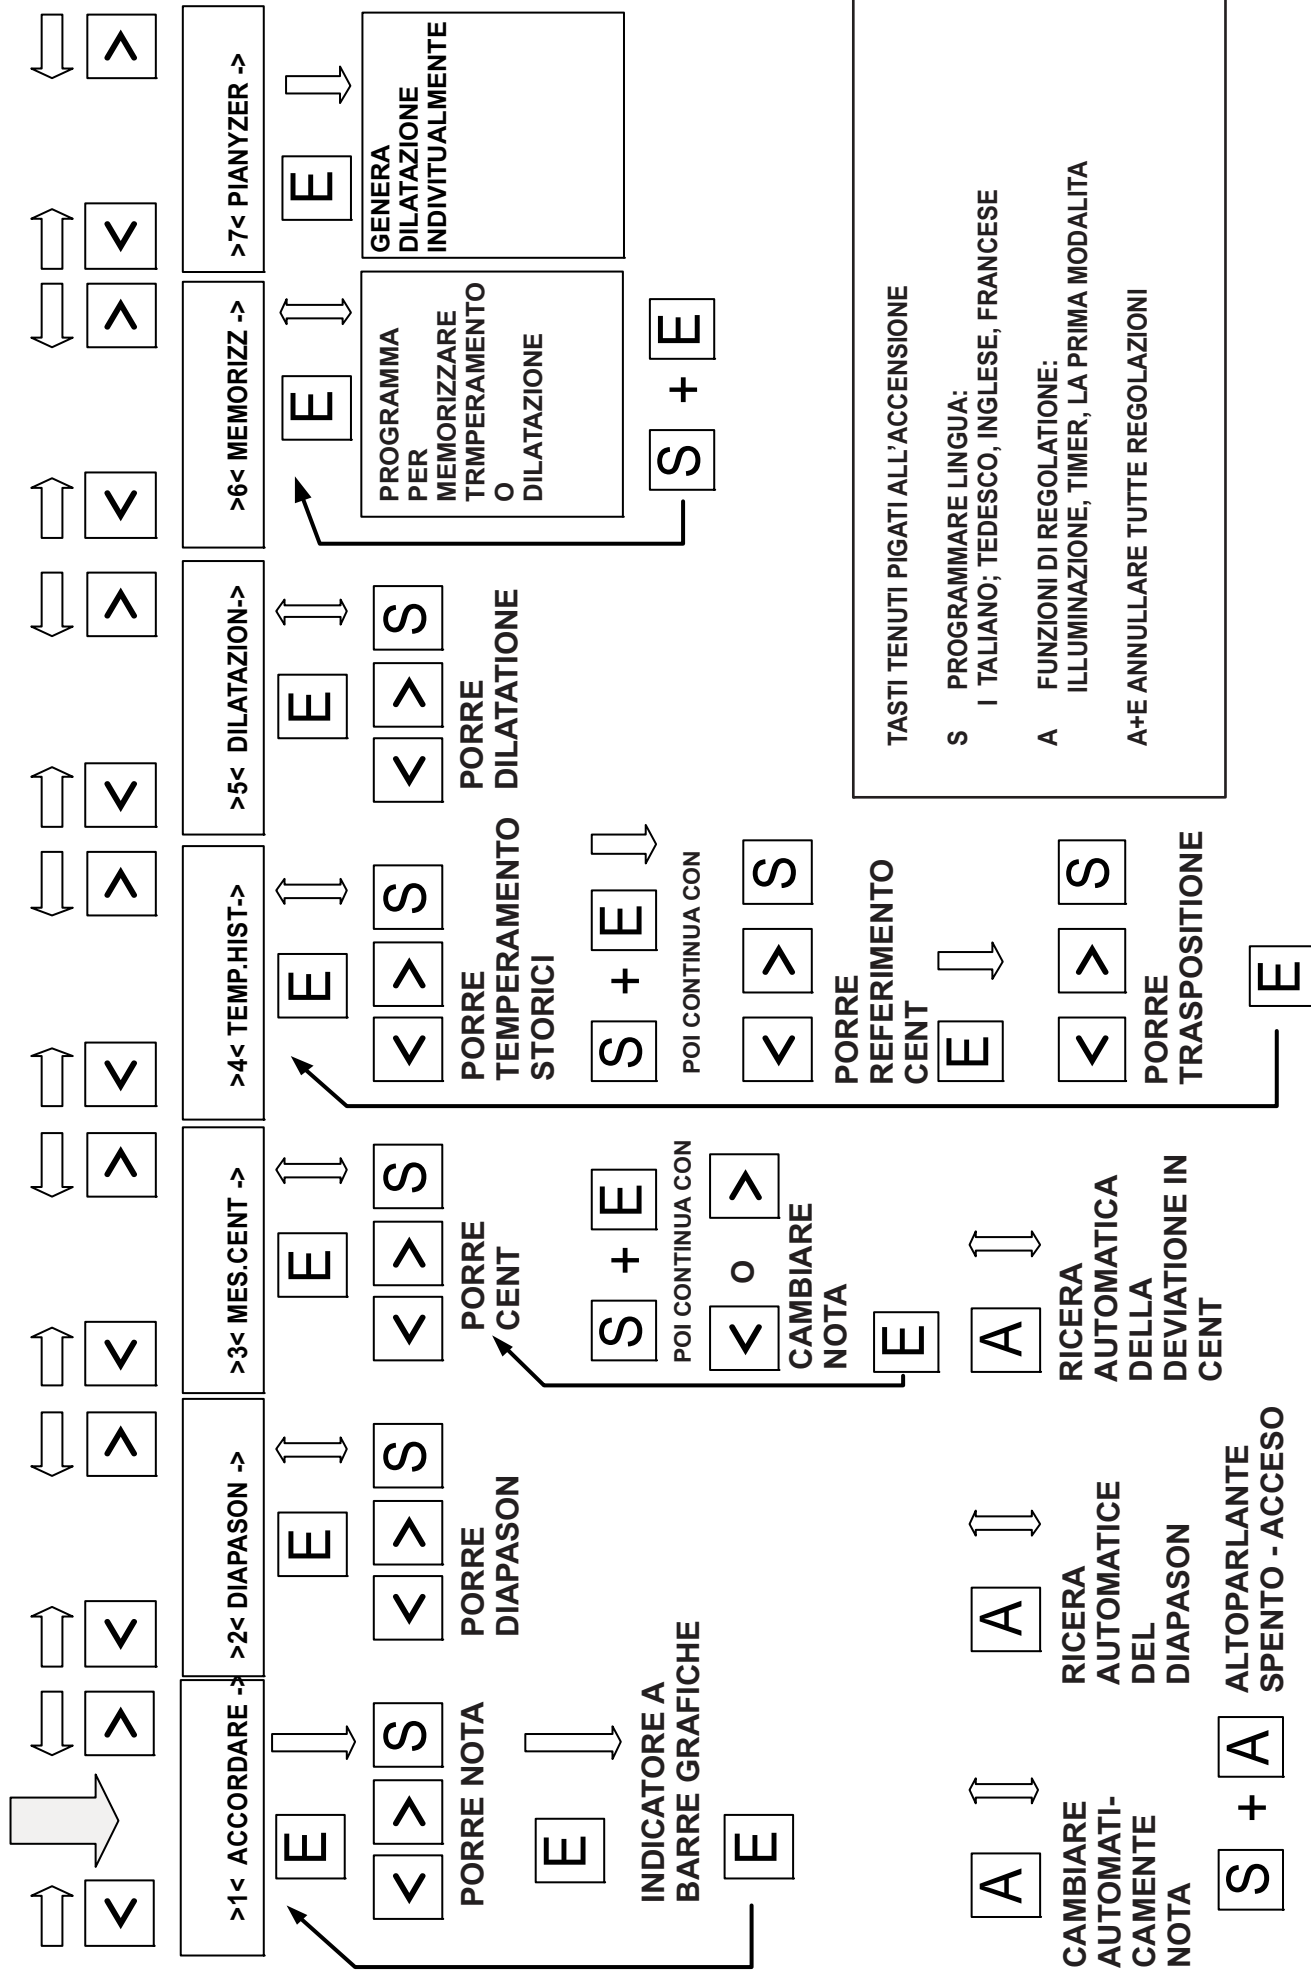 < >
>1< ACCORDARE ->
E
< > S
PORRE NOTA
E
INDICATORE A
BARRE GRAFICHE
E
A
CAMBIARE
AUTOMATI-
CAMENTE
NOTA
S + A
ALTOPARLANTE
SPENTO - ACCESO
< >
>2< DIAPASON ->
E
< > S
PORRE
DIAPASON
A
RICERA
AUTOMATICE
DEL
DIAPASON
< >
>3< MES.CENT ->
E
< > S
PORRE
CENT
S + E
POI CONTINUA CON
< O >
CAMBIARE
NOTA
E
A
RICERA
AUTOMATICA
DELLA
DEVIATIONE IN
CENT
< >
>4< TEMP.HIST->
E
< > S
PORRE
TEMPERAMENTO
STORICI
S + E
POI CONTINUA CON
< > S
PORRE
REFERIMENTO
CENT
E
< > S
PORRE
TRASPOSITIONE
E
< >
>5< DILATAZION->
E
< > S
PORRE
DILATATIONE
< >
>6< MEMORIZZ ->
E
PROGRAMMA
PER
MEMORIZZARE
TRMPERAMENTO
O
DILATAZIONE
S + E
< >
>7< PIANYZER ->
E
GENERA
DILATAZIONE
INDIVITUALMENTE
TASTI TENUTI PIGATI ALL'ACCENSIONE
S PROGRAMMARE LINGUA:
I TALIANO; TEDESCO, INGLESE, FRANCESE
A FUNZIONI DI REGOLATIONE:
ILLUMINAZIONE, TIMER, LA PRIMA MODALITA
A+E ANNULLARE TUTTE REGOLAZIONI